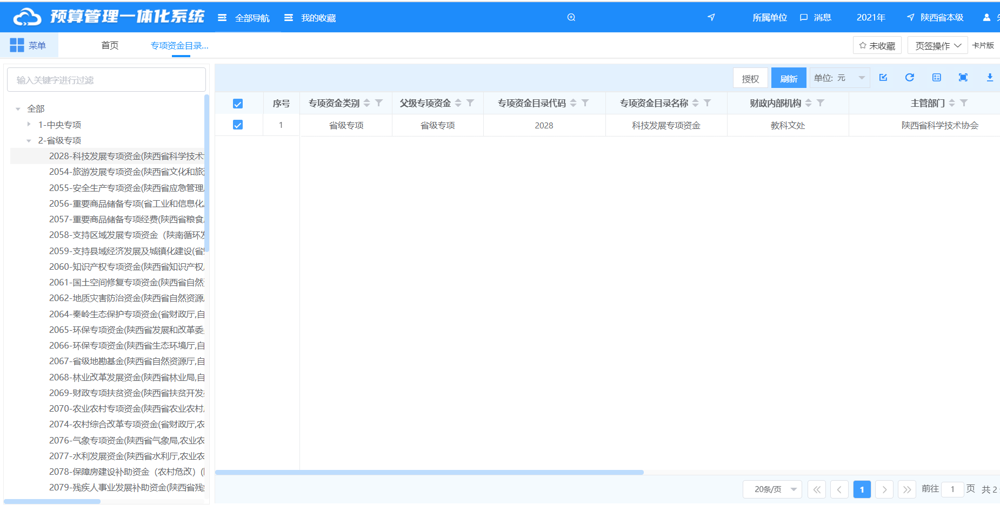 预算管理一体化系统 全部导航 我的收藏 所属单位 消息 2021年 陕西省本级
菜单 首页 专项资金目录... 未收藏 页签操作 卡片版
输入关键字进行过滤
全部
1-中央专项
2-省级专项
2028-科技发展专项资金(陕西省科学技术
2054-旅游发展专项资金(陕西省文化和旅
2055-安全生产专项资金(陕西省应急管理
2056-重要商品储备专项(省工业和信息化
2057-重要商品储备专项经费(陕西省粮食
2058-支持区域发展专项资金（陕南循环发
2059-支持县域经济发展及城镇化建设(省
2060-知识产权专项资金(陕西省知识产权
2061-国土空间修复专项资金(陕西省自然
2062-地质灾害防治资金(陕西省自然资源
2064-秦岭生态保护专项资金(省财政厅,自
2065-环保专项资金(陕西省发展和改革委
2066-环保专项资金(陕西省生态环境厅,自
2067-省级地勘基金(陕西省自然资源厅,自
2068-林业改革发展资金(陕西省林业局,自
2069-财政专项扶贫资金(陕西省扶贫开发
2070-农业农村专项资金(陕西省农业农村
2074-农村综合改革专项资金(省财政厅,农
2076-气象专项资金(陕西省气象局,农业农
2077-水利发展资金(陕西省水利厅,农业农
2078-保障房建设补助资金（农村危改）(
2079-残疾人事业发展补助资金(陕西省残
授权 刷新 单位: 元
序号 专项资金类别 父级专项资金 专项资金目录代码 专项资金目录名称 财政内部机构 主管部门
1 省级专项 省级专项 2028 科技发展专项资金 教科文处 陕西省科学技术协会
20条/页 1 前往 1 页 共 2